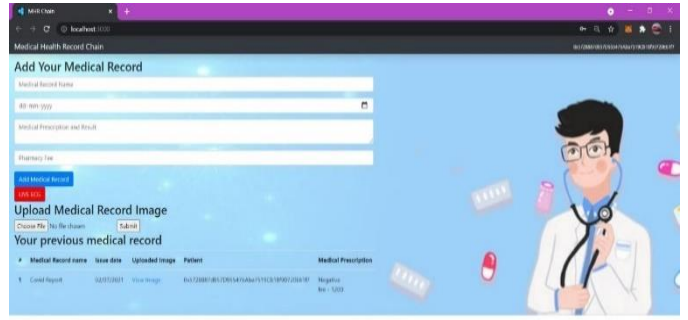 MHR Chain
localhost:3000
Medical Health Record Chain
Add Your Medical Record
Medical Record Name
dd-mm-yyyy
Medical Prescription and Result
Pharmacy Fee
Add Medical Record
Upload Medical Record Image
Choose File No file chosen Submit
Your previous medical record
# Medical Record name Issue date Uploaded Image Patient Medical Prescription
1 Covid Report 02/07/2021 View Image Negative